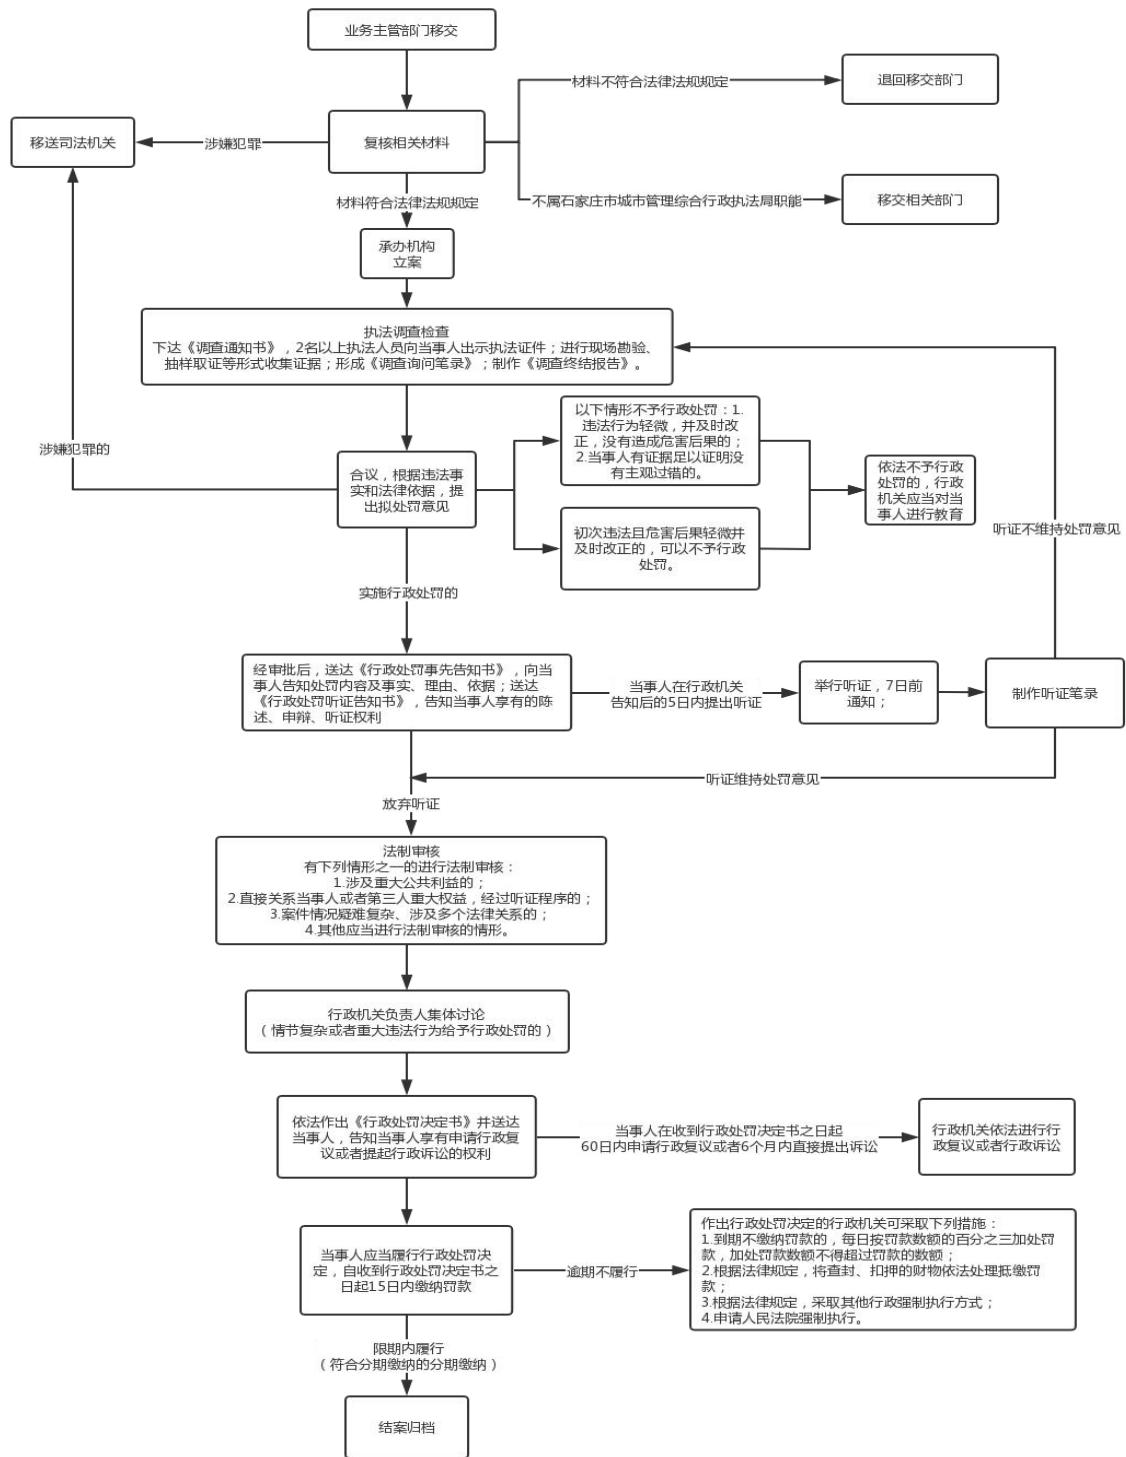 业务主管部门移交
材料不符合法律法规规定
退回移交部门
移送司法机关
涉嫌犯罪
复核相关材料
材料符合法律法规规定
不属石家庄市城市管理综合行政执法局职能
移交相关部门
承办机构
立案
执法调查检查
下达《调查通知书》，2名以上执法人员向当事人出示执法证件；进行现场勘验、
抽样取证等形式收集证据；形成《调查询问笔录》；制作《调查终结报告》。
涉嫌犯罪的
合议，根据违法事
实和法律依据，提
出拟处罚意见
以下情形不予行政处罚：1.
违法行为轻微，并及时改
正，没有造成危害后果的；
2.当事人有证据足以证明没
有主观过错的。
初次违法且危害后果轻微并
及时改正的，可以不予行政
处罚。
依法不予行政
处罚的，行政
机关应当对当
事人进行教育
听证不维持处罚意见
实施行政处罚的
经审批后，送达《行政处罚事先告知书》，向当
事人告知处罚内容及事实、理由、依据；送达
《行政处罚听证告知书》，告知当事人享有的陈
述、申辩、听证权利
当事人在行政机关
告知后的5日内提出听证
举行听证，7日前
通知；
制作听证笔录
听证维持处罚意见
放弃听证
法制审核
有下列情形之一的进行法制审核：
1.涉及重大公共利益的；
2.直接关系当事人或者第三人重大权益，经过听证程序的；
3.案件情况疑难复杂、涉及多个法律关系的；
4.其他应当进行法制审核的情形。
行政机关负责人集体讨论
（情节复杂或者重大违法行为给予行政处罚的）
依法作出《行政处罚决定书》并送达
当事人，告知当事人享有申请行政复
议或者提起行政诉讼的权利
当事人在收到行政处罚决定书之日起
60日内申请行政复议或者6个月内直接提出诉讼
行政机关依法进行行
政复议或者行政诉讼
当事人应当履行行政处罚决
定，自收到行政处罚决定书之
日起15日内缴纳罚款
逾期不履行
作出行政处罚决定的行政机关可采取下列措施：
1.到期不缴纳罚款的，每日按罚款数额的百分之三加处罚
款，加处罚款数额不得超过罚款的数额；
2.根据法律规定，将查封、扣押的财物依法处理抵缴罚
款；
3.根据法律规定，采取其他行政强制执行方式；
4.申请人民法院强制执行。
限期内履行
（符合分期缴纳的分期缴纳）
结案归档